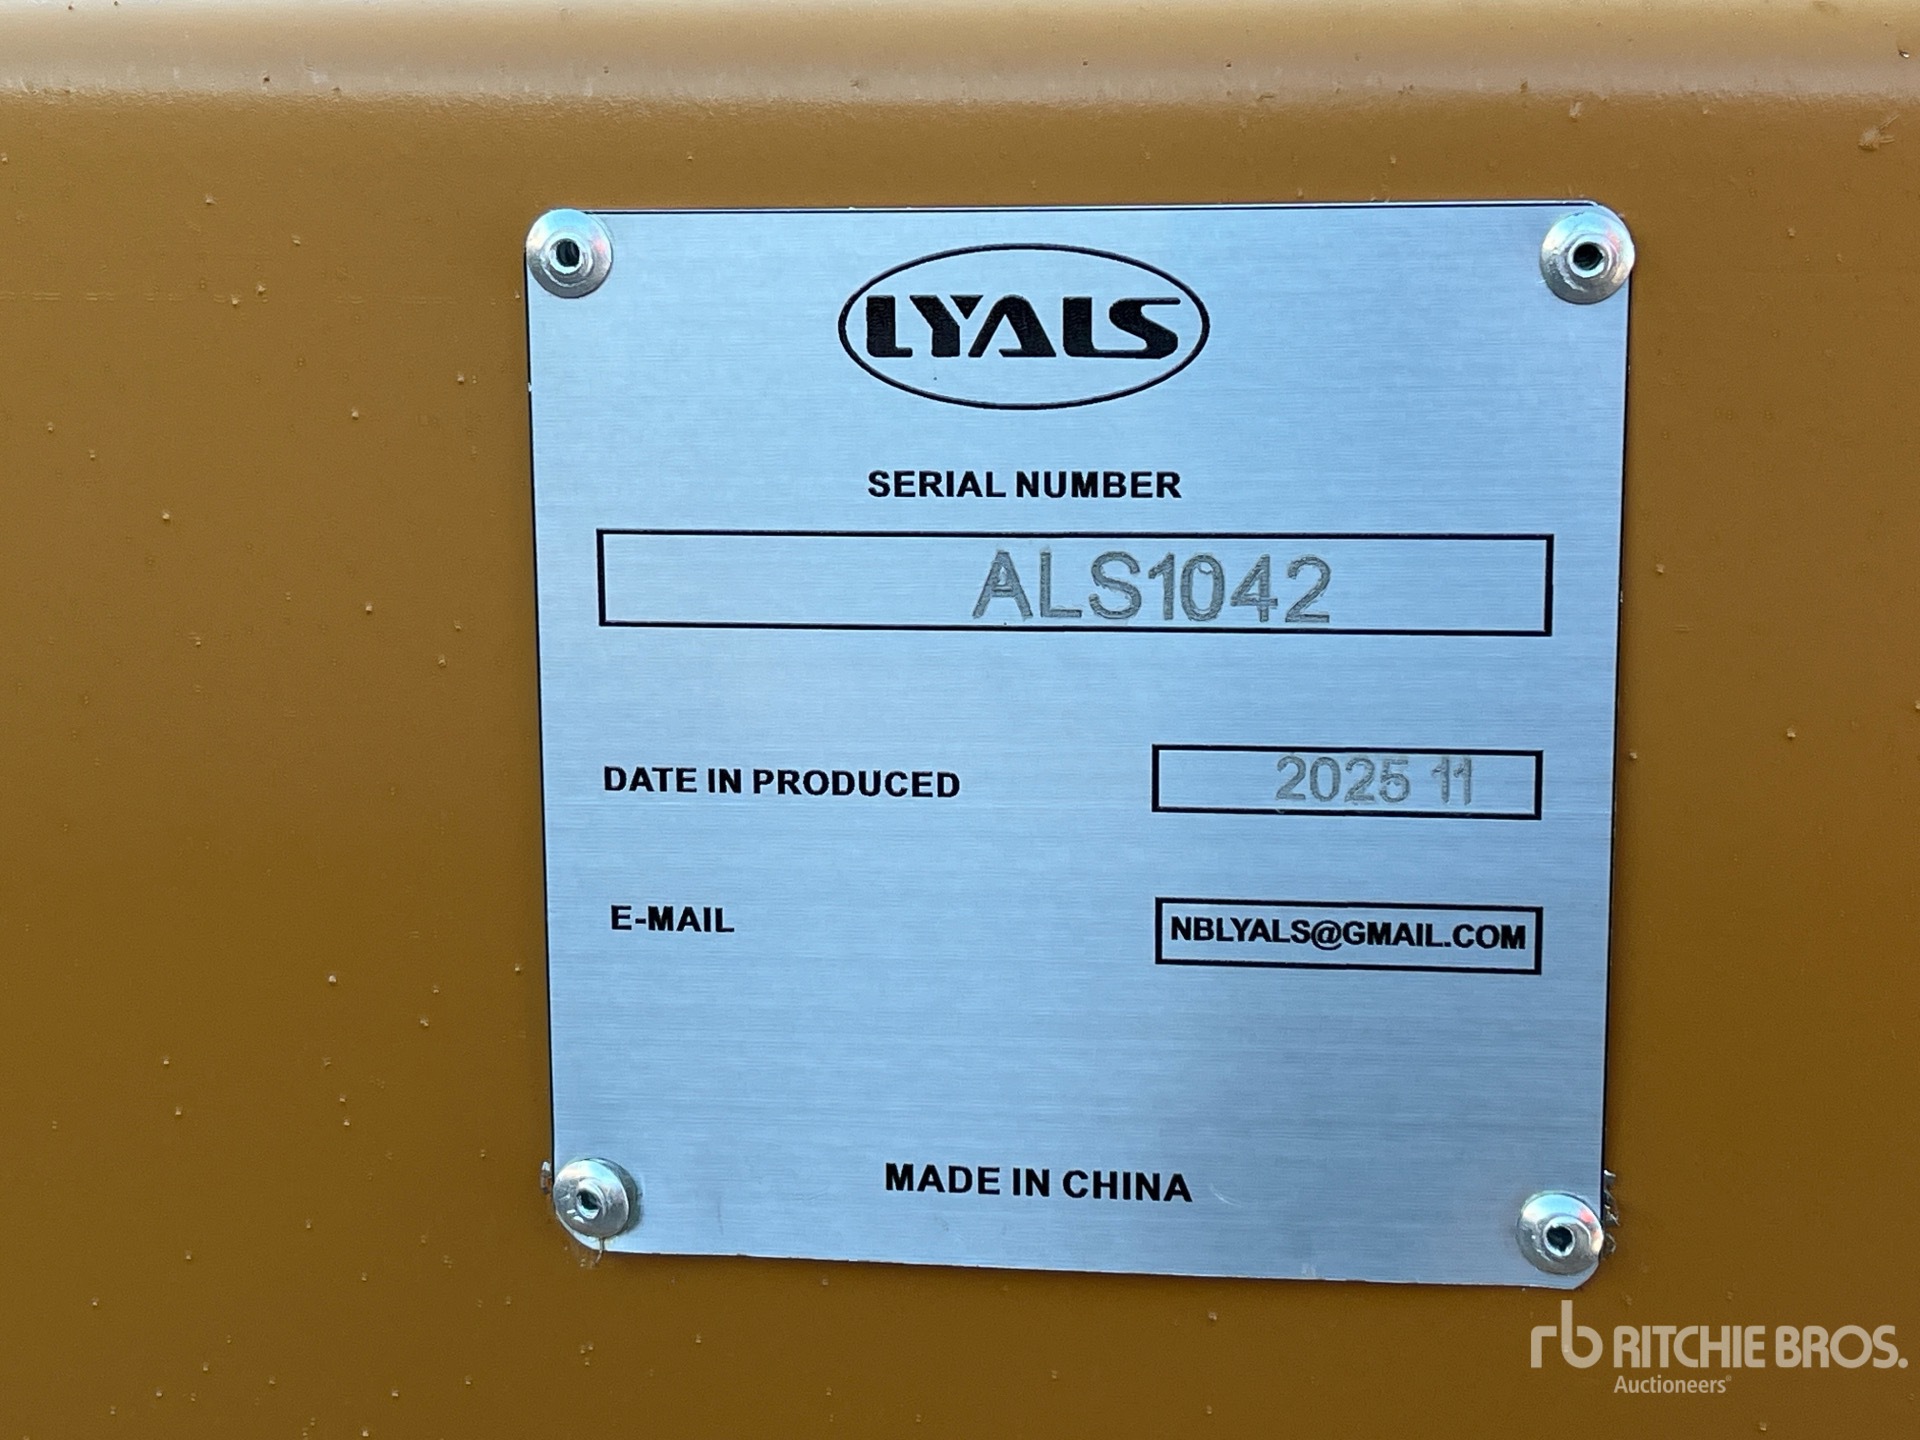 LYALS
SERIAL NUMBER
ALS1042
DATE IN PRODUCED 2025 11
E-MAIL NBLYALS@GMAIL.COM
MADE IN CHINA
rb RITCHIE BROS.
Auctioneers®